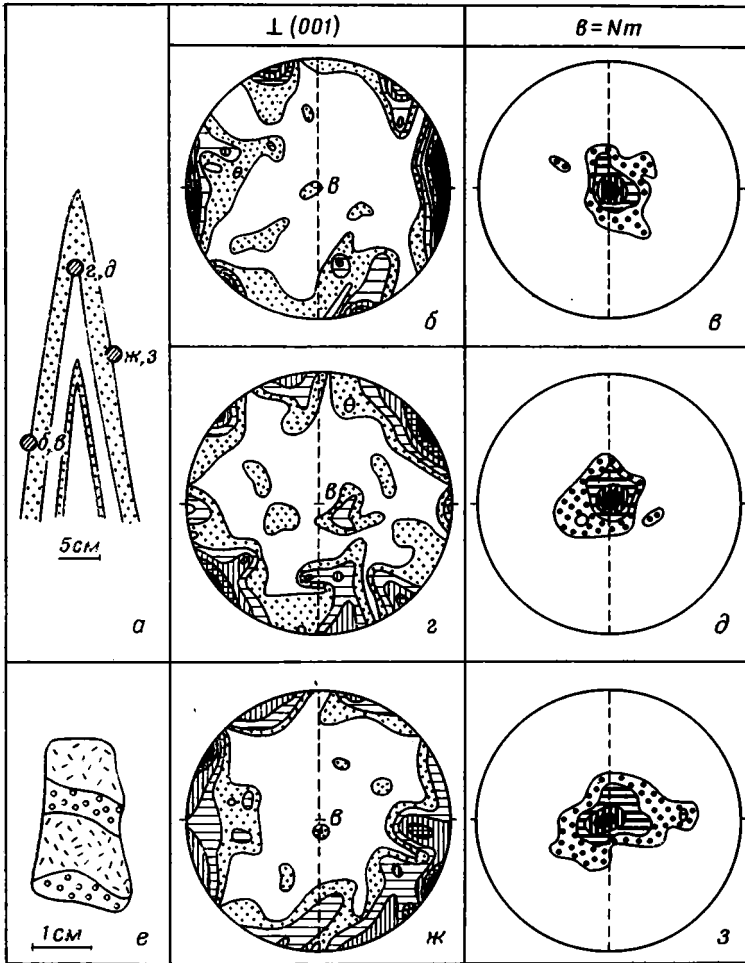 ⊥ (001)
в = Nm
г, д
ж, з
б, в
5см
а
в
б
в
в
г
д
1см
е
в
ж
з